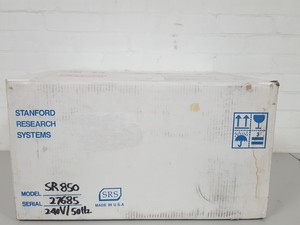 STANFORD
RESEARCH
SYSTEMS
MODEL SR850
SERIAL 27685
240V/50Hz
SRS
MADE IN U.S.A